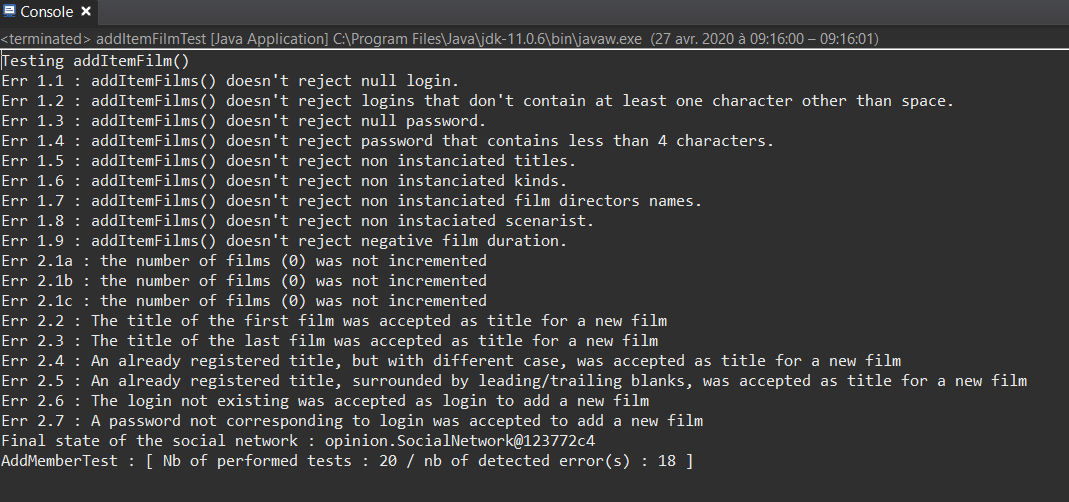 Console
<terminated> addItemFilmTest [Java Application] C:\Program Files\Java\jdk-11.0.6\bin\javaw.exe (27 avr. 2020 à 09:16:00 – 09:16:01)
Testing addItemFilm()
Err 1.1 : addItemFilms() doesn't reject null login.
Err 1.2 : addItemFilms() doesn't reject logins that don't contain at least one character other than space.
Err 1.3 : addItemFilms() doesn't reject null password.
Err 1.4 : addItemFilms() doesn't reject password that contains less than 4 characters.
Err 1.5 : addItemFilms() doesn't reject non instanciated titles.
Err 1.6 : addItemFilms() doesn't reject non instanciated kinds.
Err 1.7 : addItemFilms() doesn't reject non instanciated film directors names.
Err 1.8 : addItemFilms() doesn't reject non instaciated scenarist.
Err 1.9 : addItemFilms() doesn't reject negative film duration.
Err 2.1a : the number of films (0) was not incremented
Err 2.1b : the number of films (0) was not incremented
Err 2.1c : the number of films (0) was not incremented
Err 2.2 : The title of the first film was accepted as title for a new film
Err 2.3 : The title of the last film was accepted as title for a new film
Err 2.4 : An already registered title, but with different case, was accepted as title for a new film
Err 2.5 : An already registered title, surrounded by leading/trailing blanks, was accepted as title for a new film
Err 2.6 : The login not existing was accepted as login to add a new film
Err 2.7 : A password not corresponding to login was accepted to add a new film
Final state of the social network : opinion.SocialNetwork@123772c4
AddMemberTest : [ Nb of performed tests : 20 / nb of detected error(s) : 18 ]